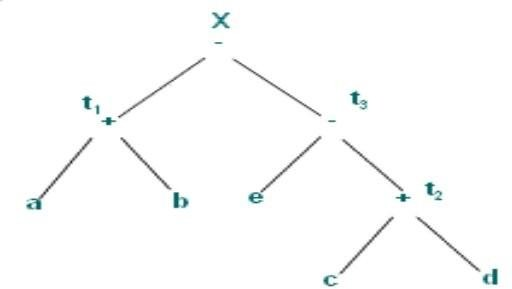 X
-
t₁
+
t₃
-
a
b
e
t₂
+
c
d